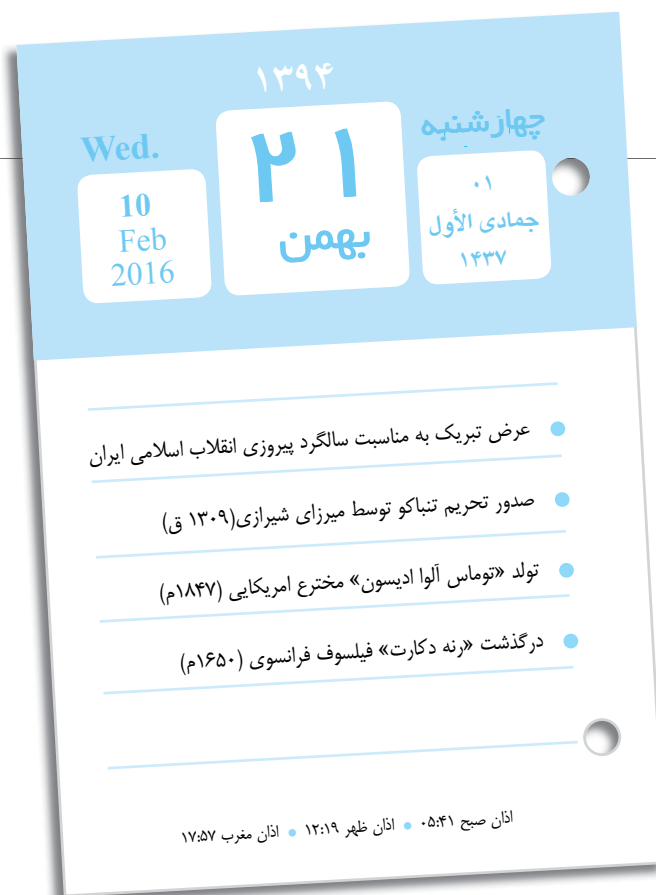 ۱۳۹۴
چهارشنبه
۰۱
جمادی الأول
۱۴۳۷
۲۱
بهمن
Wed.
10
Feb
2016
عرض تبریک به مناسبت سالگرد پیروزی انقلاب اسلامی ایران
صدور تحریم تنباکو توسط میرزای شیرازی(۱۳۰۹ ق)
تولد «توماس آلوا ادیسون» مخترع امریکایی (۱۸۴۷م)
درگذشت «رنه دکارت» فیلسوف فرانسوی (۱۶۵۰م)
اذان صبح ۰۵:۴۱ • اذان ظهر ۱۲:۱۹ • اذان مغرب ۱۷:۵۷